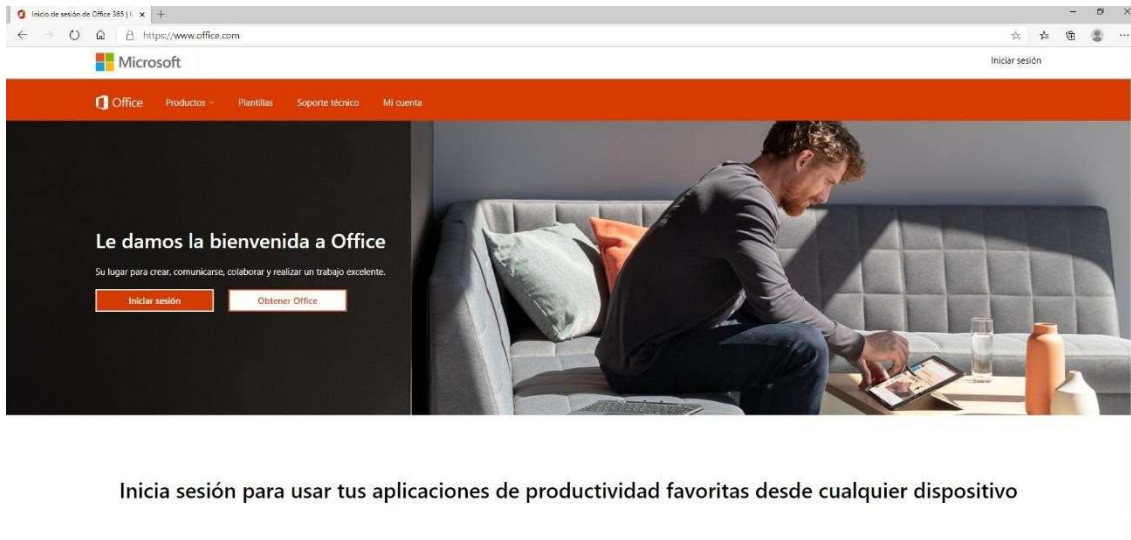 Inicio de sesión de Office 365 | I
https://www.office.com
Microsoft
Iniciar sesión
Office Productos Plantillas Soporte técnico Mi cuenta
Le damos la bienvenida a Office
Su lugar para crear, comunicarse, colaborar y realizar un trabajo excelente.
Iniciar sesión Obtener Office
Inicia sesión para usar tus aplicaciones de productividad favoritas desde cualquier dispositivo